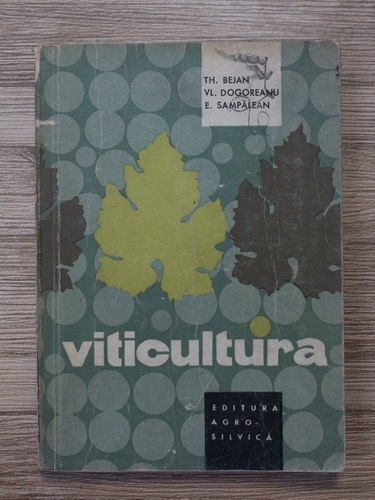 TH. BEJAN
VL. DOGOREANU
E. SAMPĂLEAN
viticultura
EDITURA
AGRO-
SILVICĂ